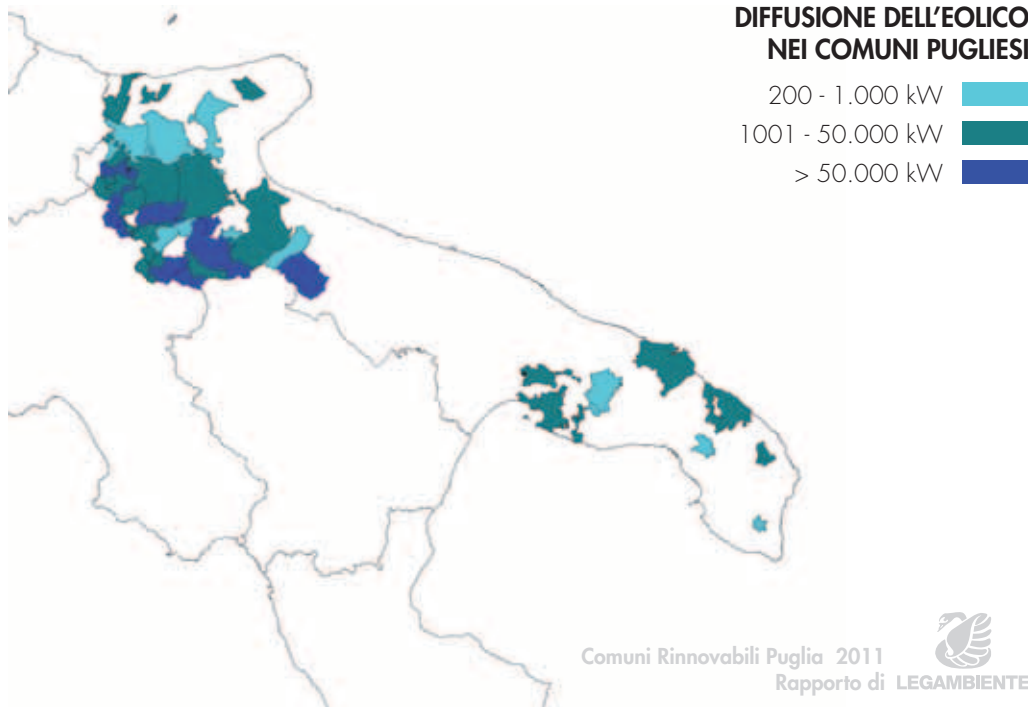 DIFFUSIONE DELL'EOLICO
NEI COMUNI PUGLIESI
200 - 1.000 kW
1001 - 50.000 kW
> 50.000 kW
Comuni Rinnovabili Puglia 2011
Rapporto di LEGAMBIENTE